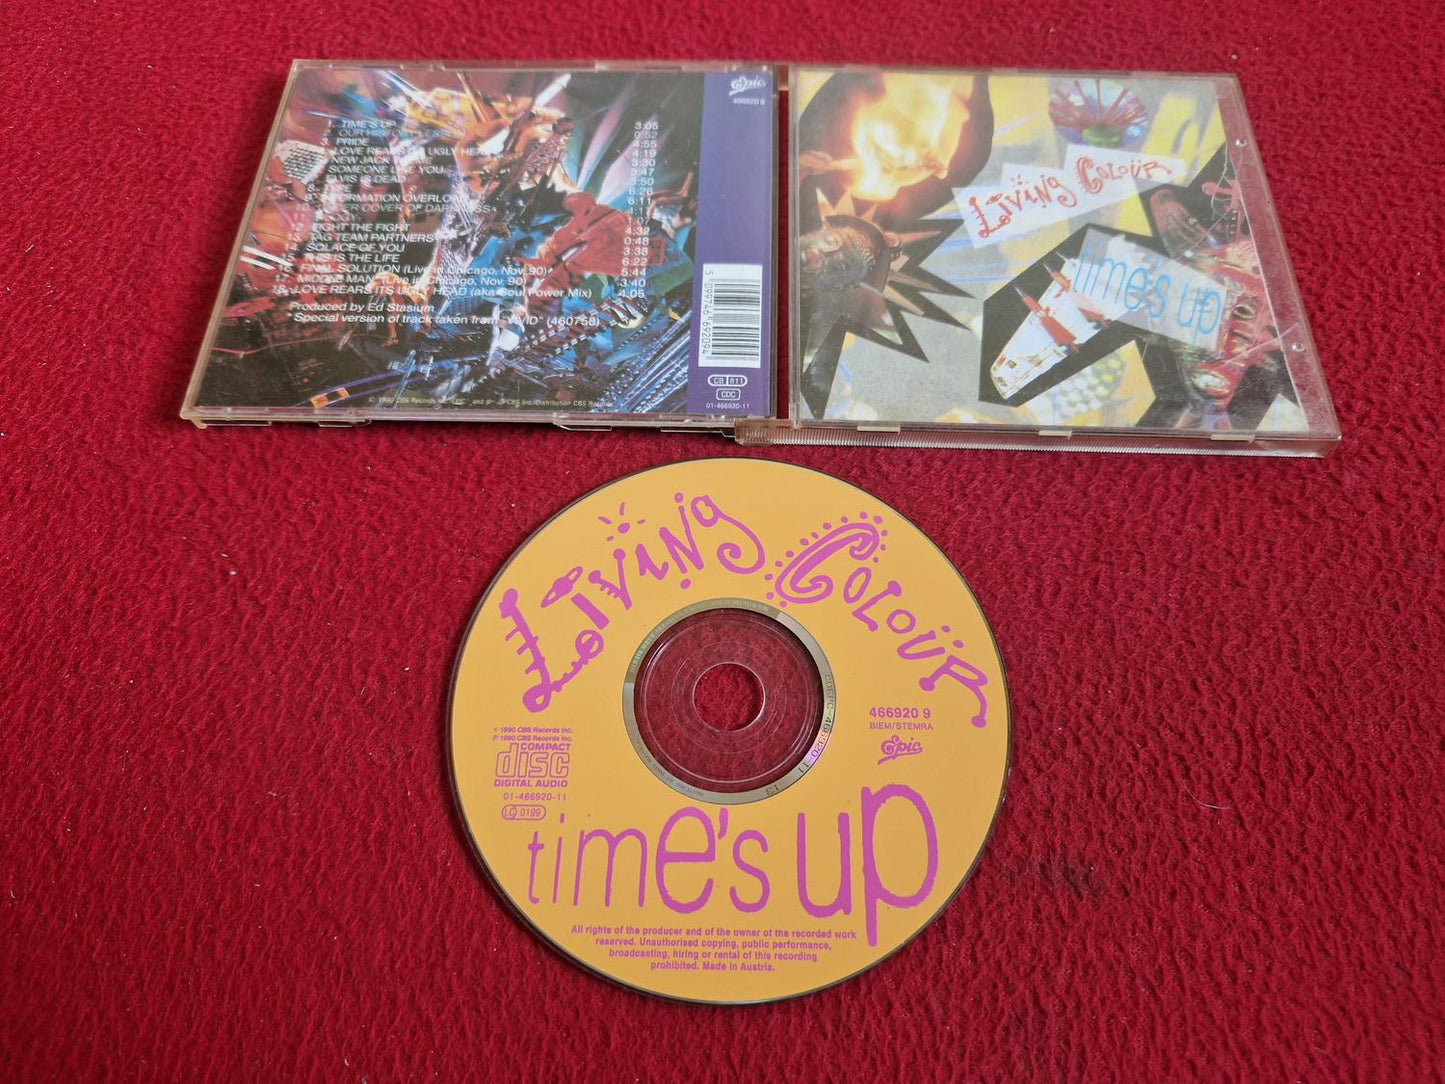 Epic
466920 9
1. TIME'S UP 3:05
2. OUR HISTORY LESSON 0:52
3. PRIDE 4:55
LOVE REARS ITS UGLY HEAD 4:19
NEW JACK THEME 3:30
SOMEONE LIKE YOU 3:47
ELVIS IS DEAD 3:50
TYPE 6:26
9. INFORMATION OVERLOAD 6:11
UNDER COVER OF DARKNESS
OLOGY 1:07
12. FIGHT THE FIGHT 4:32
13. TAG TEAM PARTNERS 0:48
14. SOLACE OF YOU 3:38
15. THIS IS THE LIFE 6:22
16. FINAL SOLUTION (Live in Chicago, Nov. 90) 5:44
17. MIDDLE MAN (Live in Chicago, Nov. 90) 3:40
18. LOVE REARS ITS UGLY HEAD (aka Soul Power Mix) 4:05
Produced by Ed Stasium
*Special version of track taken from "VIVID" (460758)
5 099746 692094
CB 811
CDC
01-466920-11
LIVING COLOUR
time's up
LIVING COLOUR
466920 9
BIEM/STEMRA
Epic
© 1990 CBS Records Inc.
℗ 1990 CBS Records Inc.
COMPACT
disc
DIGITAL AUDIO
01-466920-11
LC 0199
time's up
All rights of the producer and of the owner of the recorded work
reserved. Unauthorised copying, public performance,
broadcasting, hiring or rental of this recording
prohibited. Made in Austria.